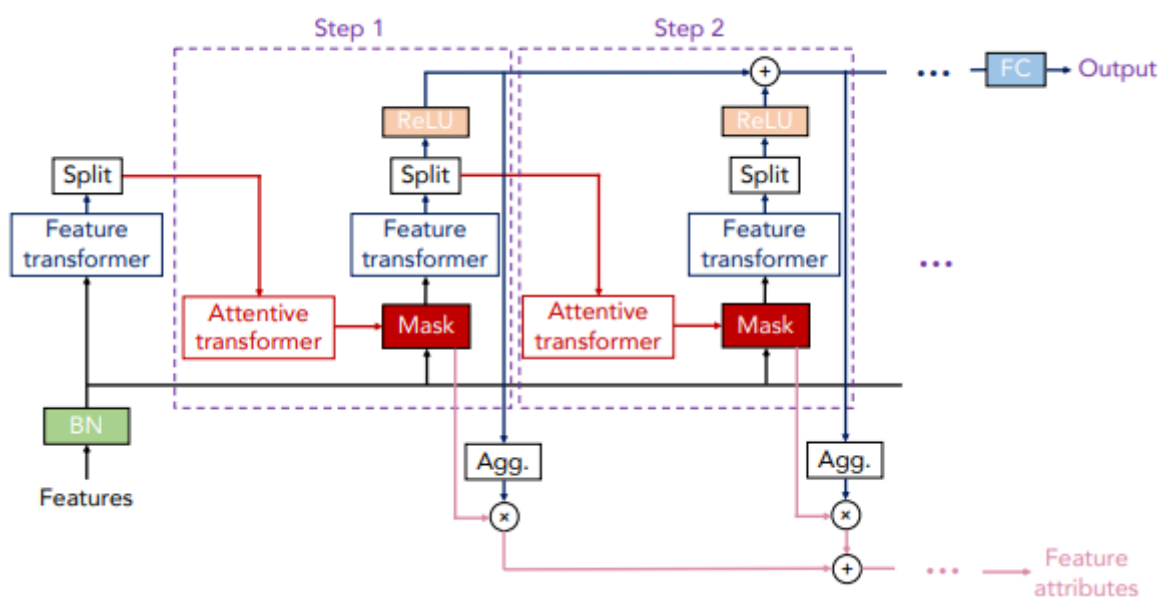 Step 1
Step 2
FC
Output
ReLU
ReLU
Split
Split
Split
Feature
transformer
Feature
transformer
Feature
transformer
Attentive
transformer
Mask
Attentive
transformer
Mask
BN
Features
Agg.
Agg.
Feature
attributes